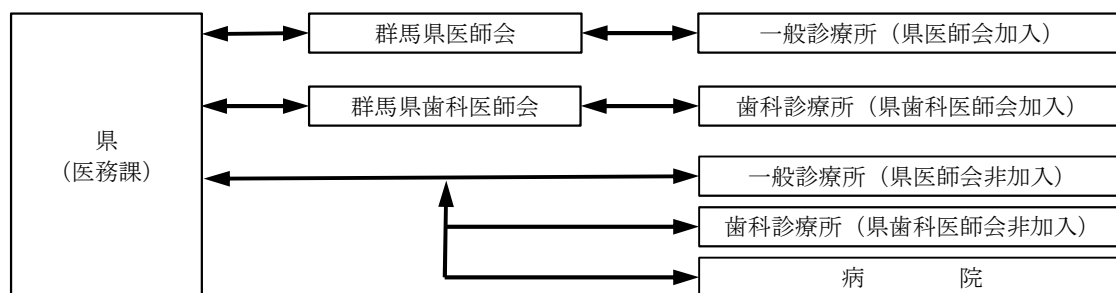 県
（医務課）
群馬県医師会
一般診療所（県医師会加入）
群馬県歯科医師会
歯科診療所（県歯科医師会加入）
一般診療所（県医師会非加入）
歯科診療所（県歯科医師会非加入）
病　　　院